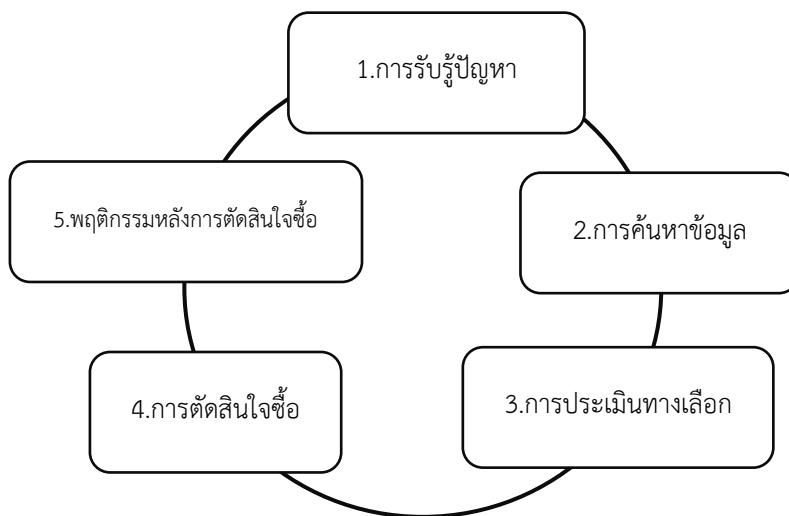 1.การรับรู้ปัญหา
2.การค้นหาข้อมูล
3.การประเมินทางเลือก
4.การตัดสินใจซื้อ
5.พฤติกรรมหลังการตัดสินใจซื้อ